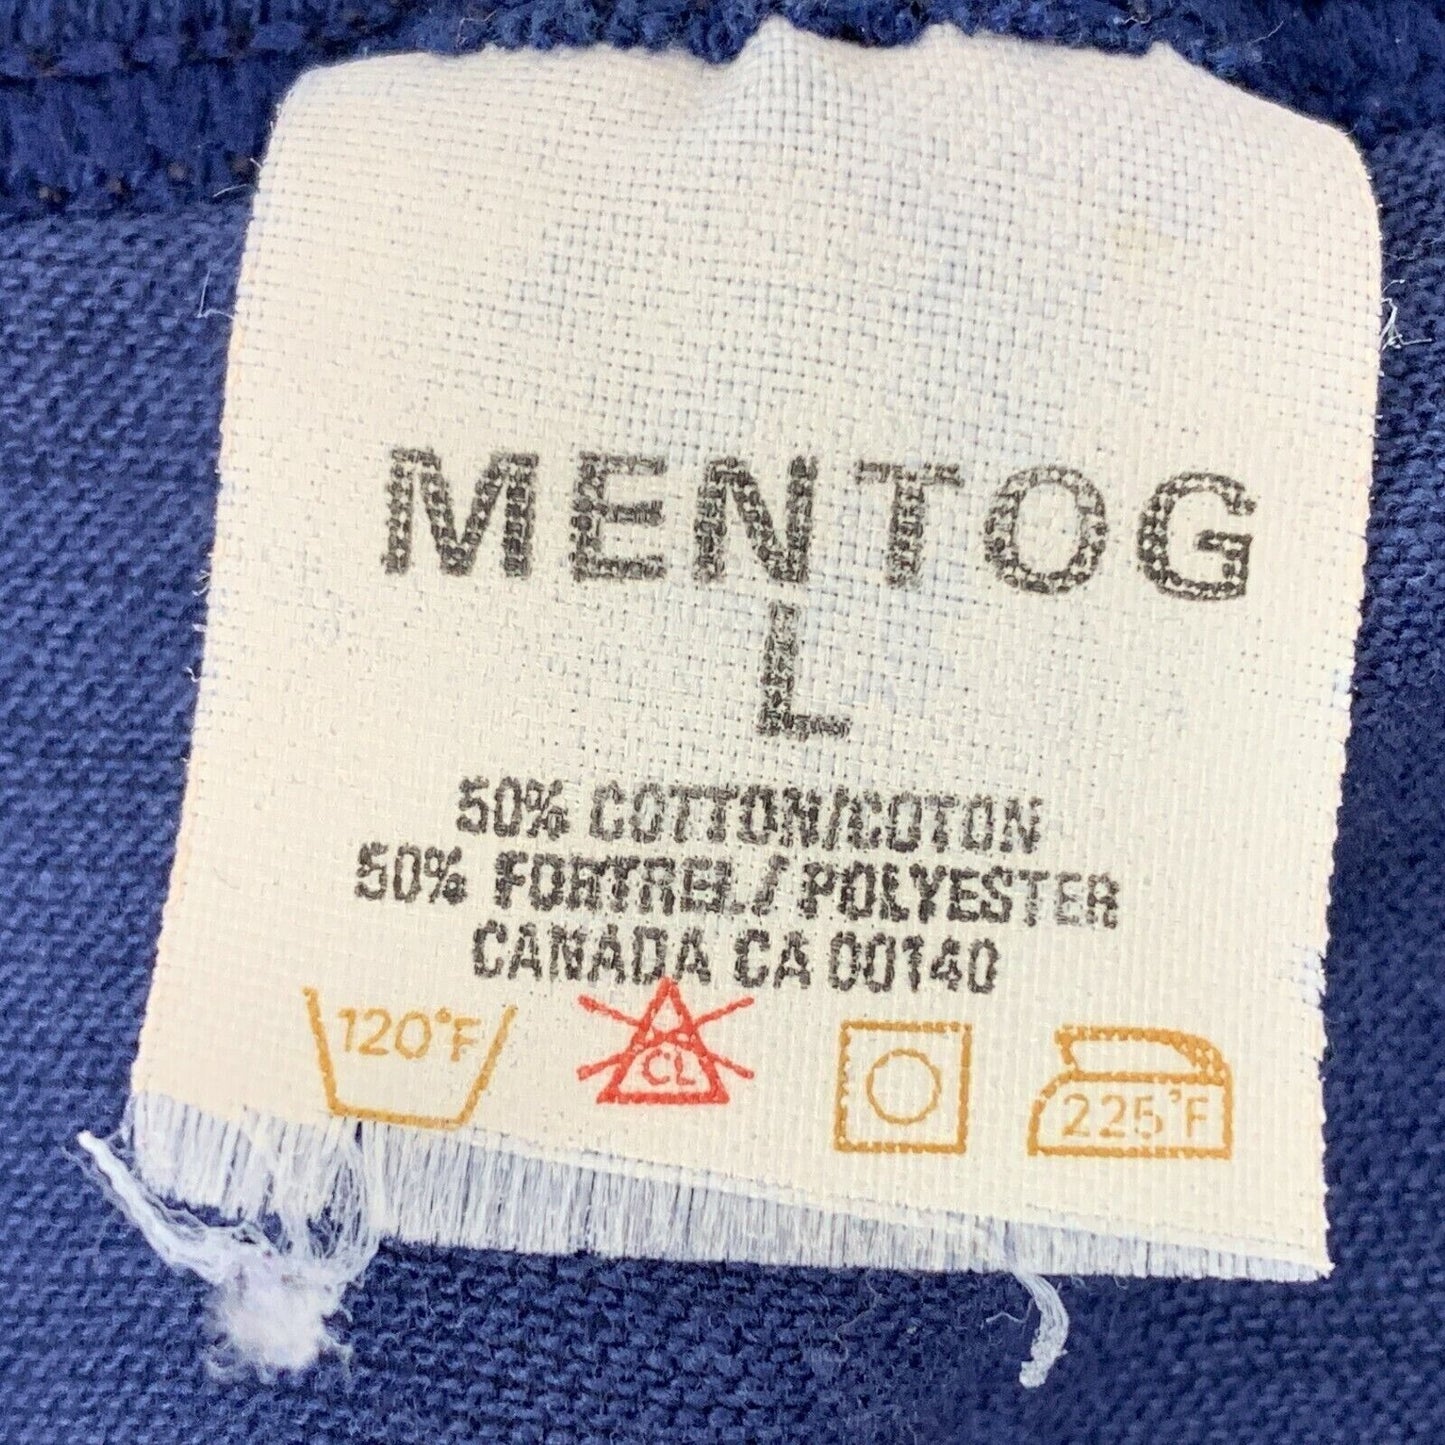 MENTOG
L
50% COTTON/COTON
50% FORTREL/POLYESTER
CANADA CA 00140
120°F CL 225°F